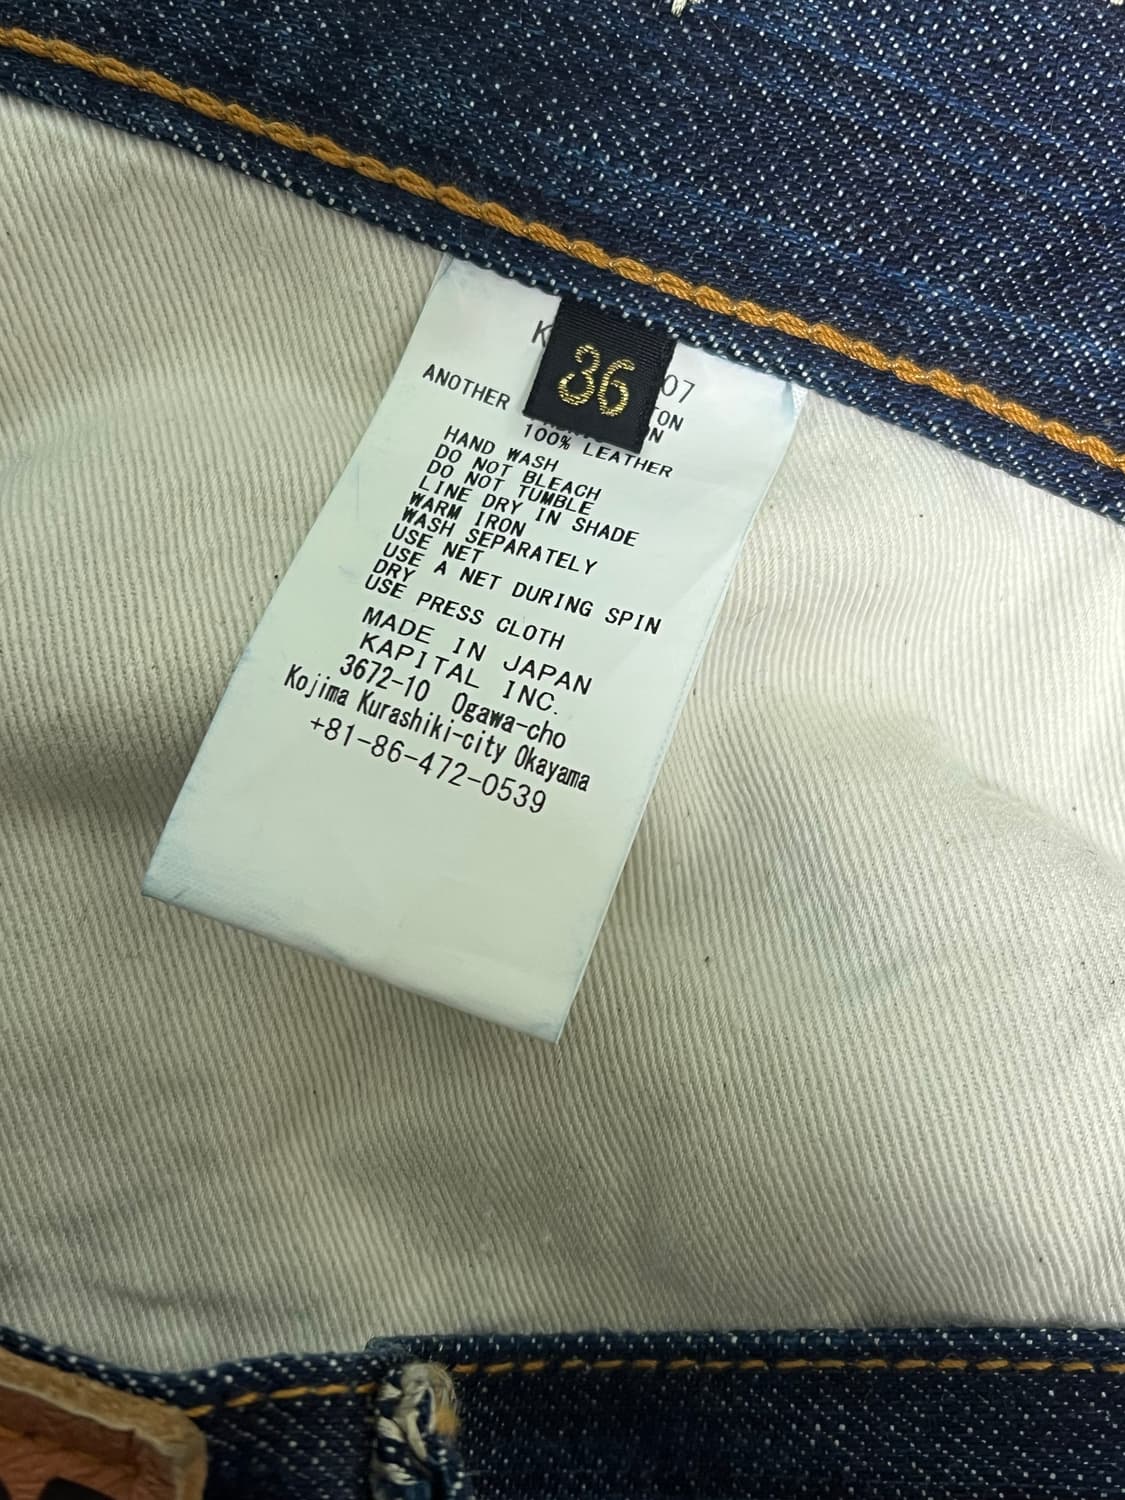 36
K 07
ANOTHER
100% LEATHER
HAND WASH
DO NOT BLEACH
DO NOT TUMBLE
LINE DRY IN SHADE
WARM IRON
WASH SEPARATELY
USE NET
USE NET
DRY A NET DURING SPIN
USE PRESS CLOTH
MADE IN JAPAN
KAPITAL INC.
3672-10 Ogawa-cho
Kojima Kurashiki-city Okayama
+81-86-472-0539